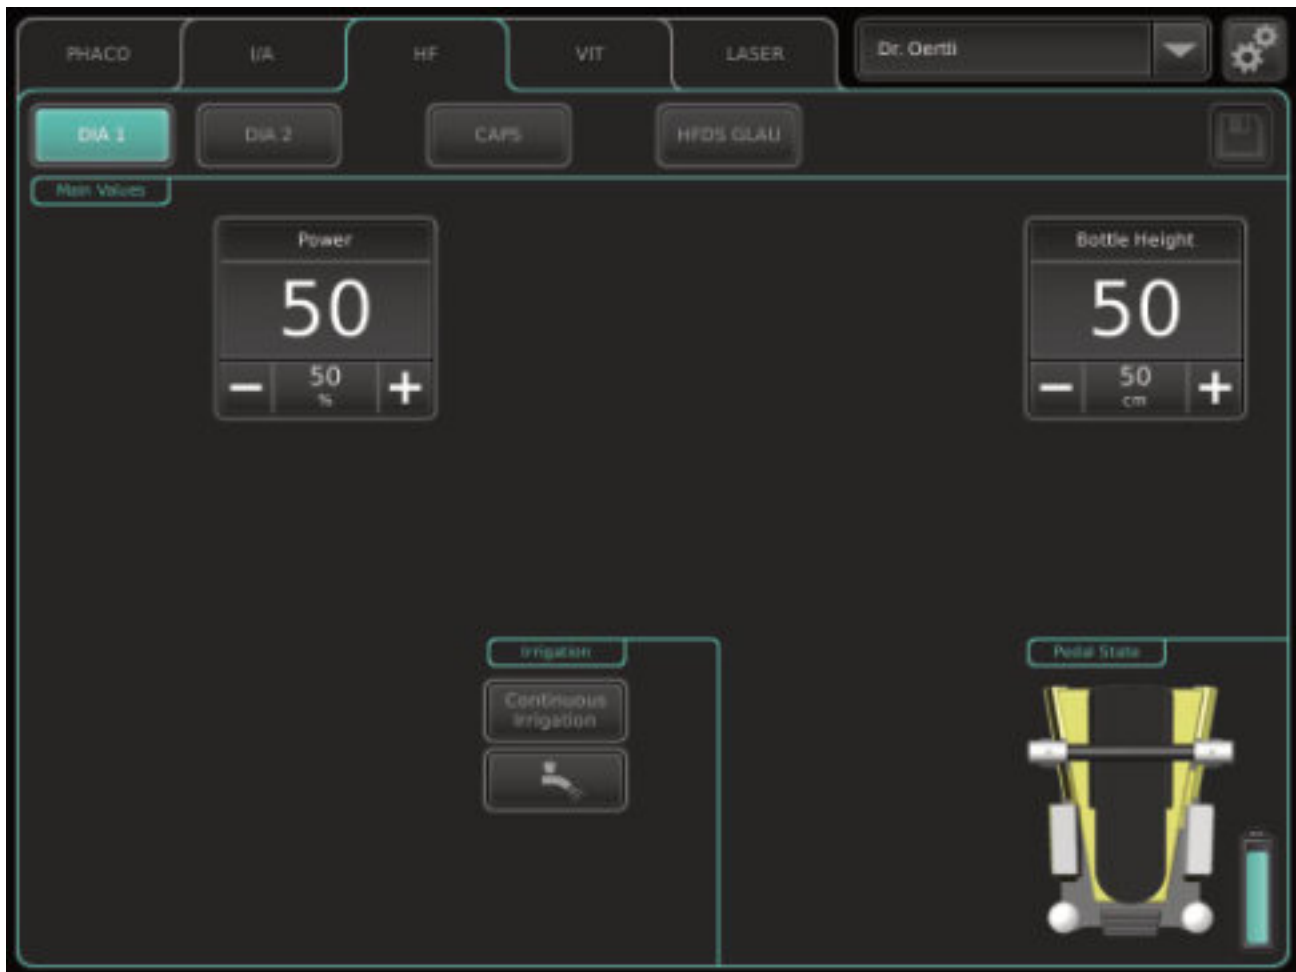 PHACO
I/A
HF
VIT
LASER
Dr. Oertli
DIA 1
DIA 2
CAPS
HFDS GLAU
Main Values
Power
50
50
%
Bottle Height
50
50
cm
Irrigation
Continuous
Irrigation
Pedal State